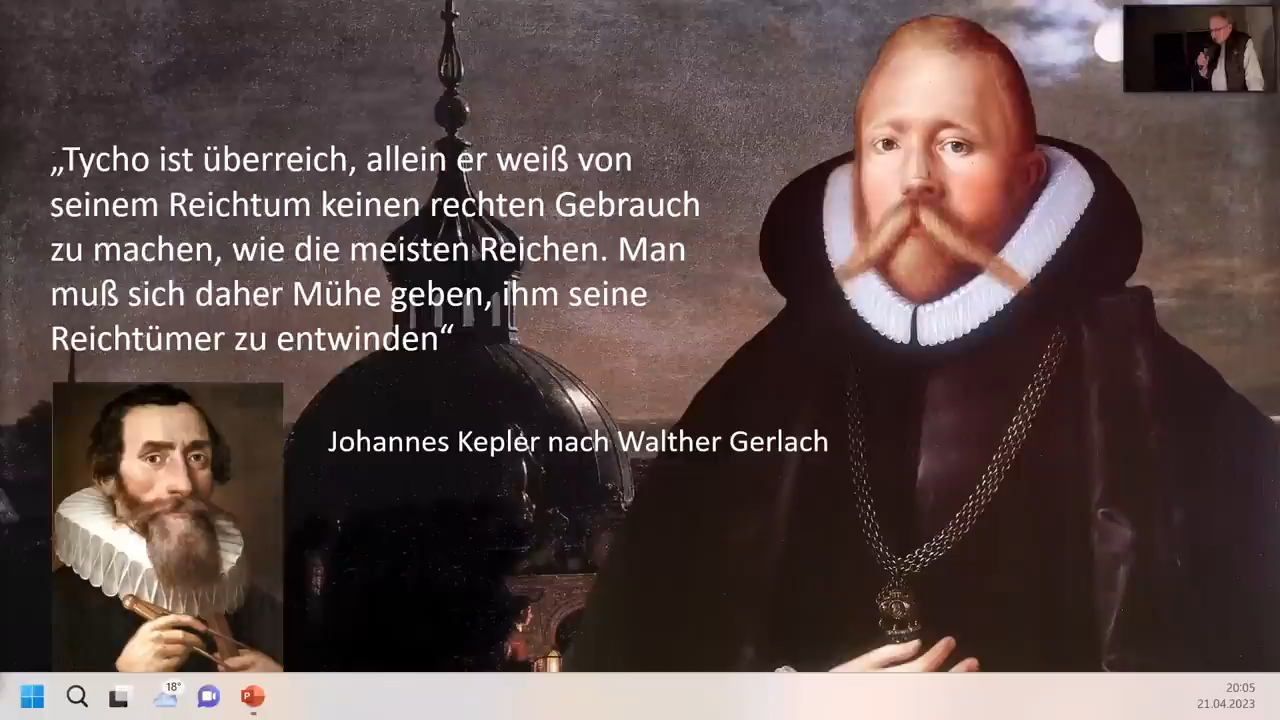 „Tycho ist überreich, allein er weiß von
seinem Reichtum keinen rechten Gebrauch
zu machen, wie die meisten Reichen. Man
muß sich daher Mühe geben, ihm seine
Reichtümer zu entwinden“
Johannes Kepler nach Walther Gerlach
18°
P
20:05
21.04.2023